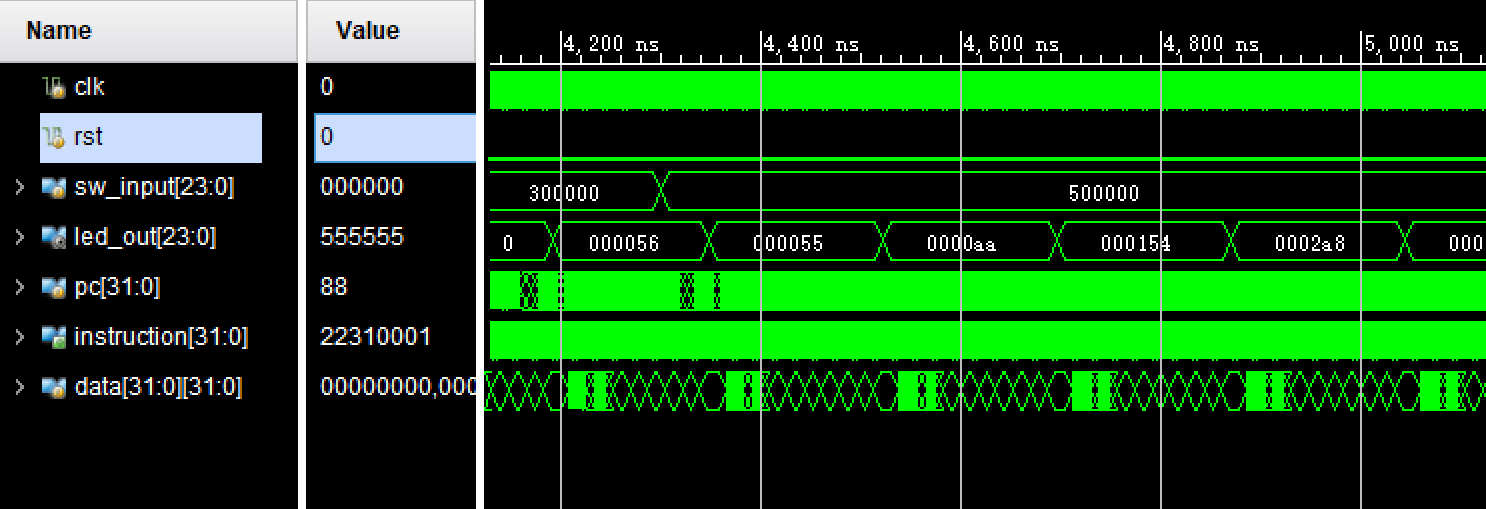 Name Value
4,200 ns 4,400 ns 4,600 ns 4,800 ns 5,000 ns
clk 0
rst 0
sw_input[23:0] 000000 300000 500000
led_out[23:0] 555555 0 000056 000055 0000aa 000154 0002a8 000
pc[31:0] 88
instruction[31:0] 22310001
data[31:0][31:0] 00000000,000